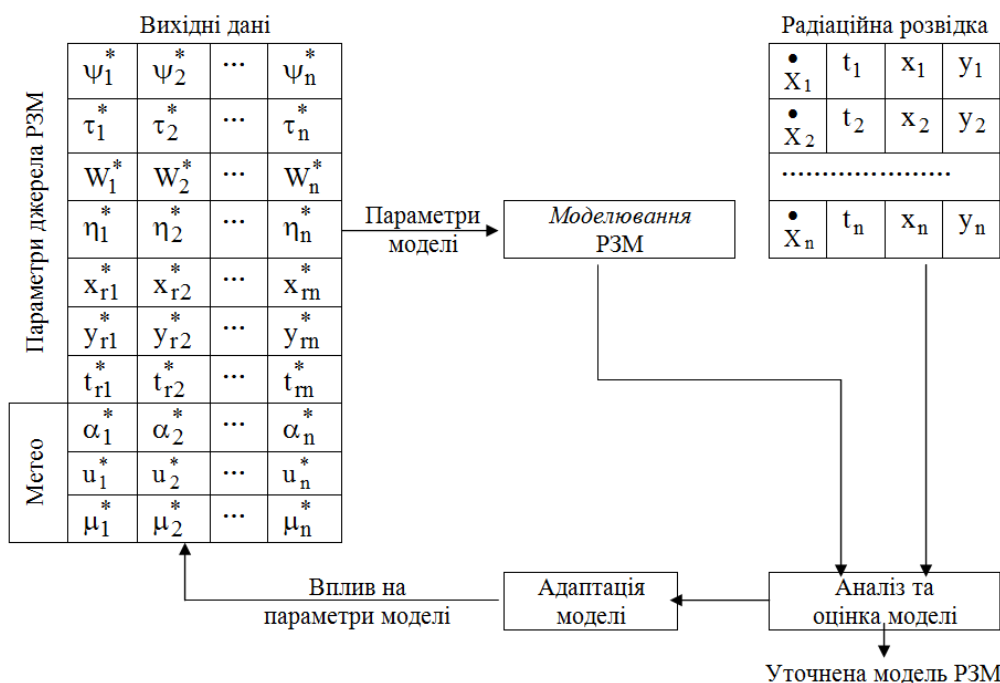 Вихідні дані
Радіаційна розвідка
Параметри джерела РЗМ
Метео
ψ₁* ψ₂* ... ψₙ*
τ₁* τ₂* ... τₙ*
W₁* W₂* ... Wₙ*
η₁* η₂* ... ηₙ*
xᵣ₁* xᵣ₂* ... xᵣₙ*
yᵣ₁* yᵣ₂* ... yᵣₙ*
tᵣ₁* tᵣ₂* ... tᵣₙ*
α₁* α₂* ... αₙ*
u₁* u₂* ... uₙ*
μ₁* μ₂* ... μₙ*
Параметри
моделі
Моделювання
РЗМ
Ẋ₁ t₁ x₁ y₁
Ẋ₂ t₂ x₂ y₂
.......................
Ẋₙ tₙ xₙ yₙ
Вплив на
параметри моделі
Адаптація
моделі
Аналіз та
оцінка моделі
Уточнена модель РЗМ